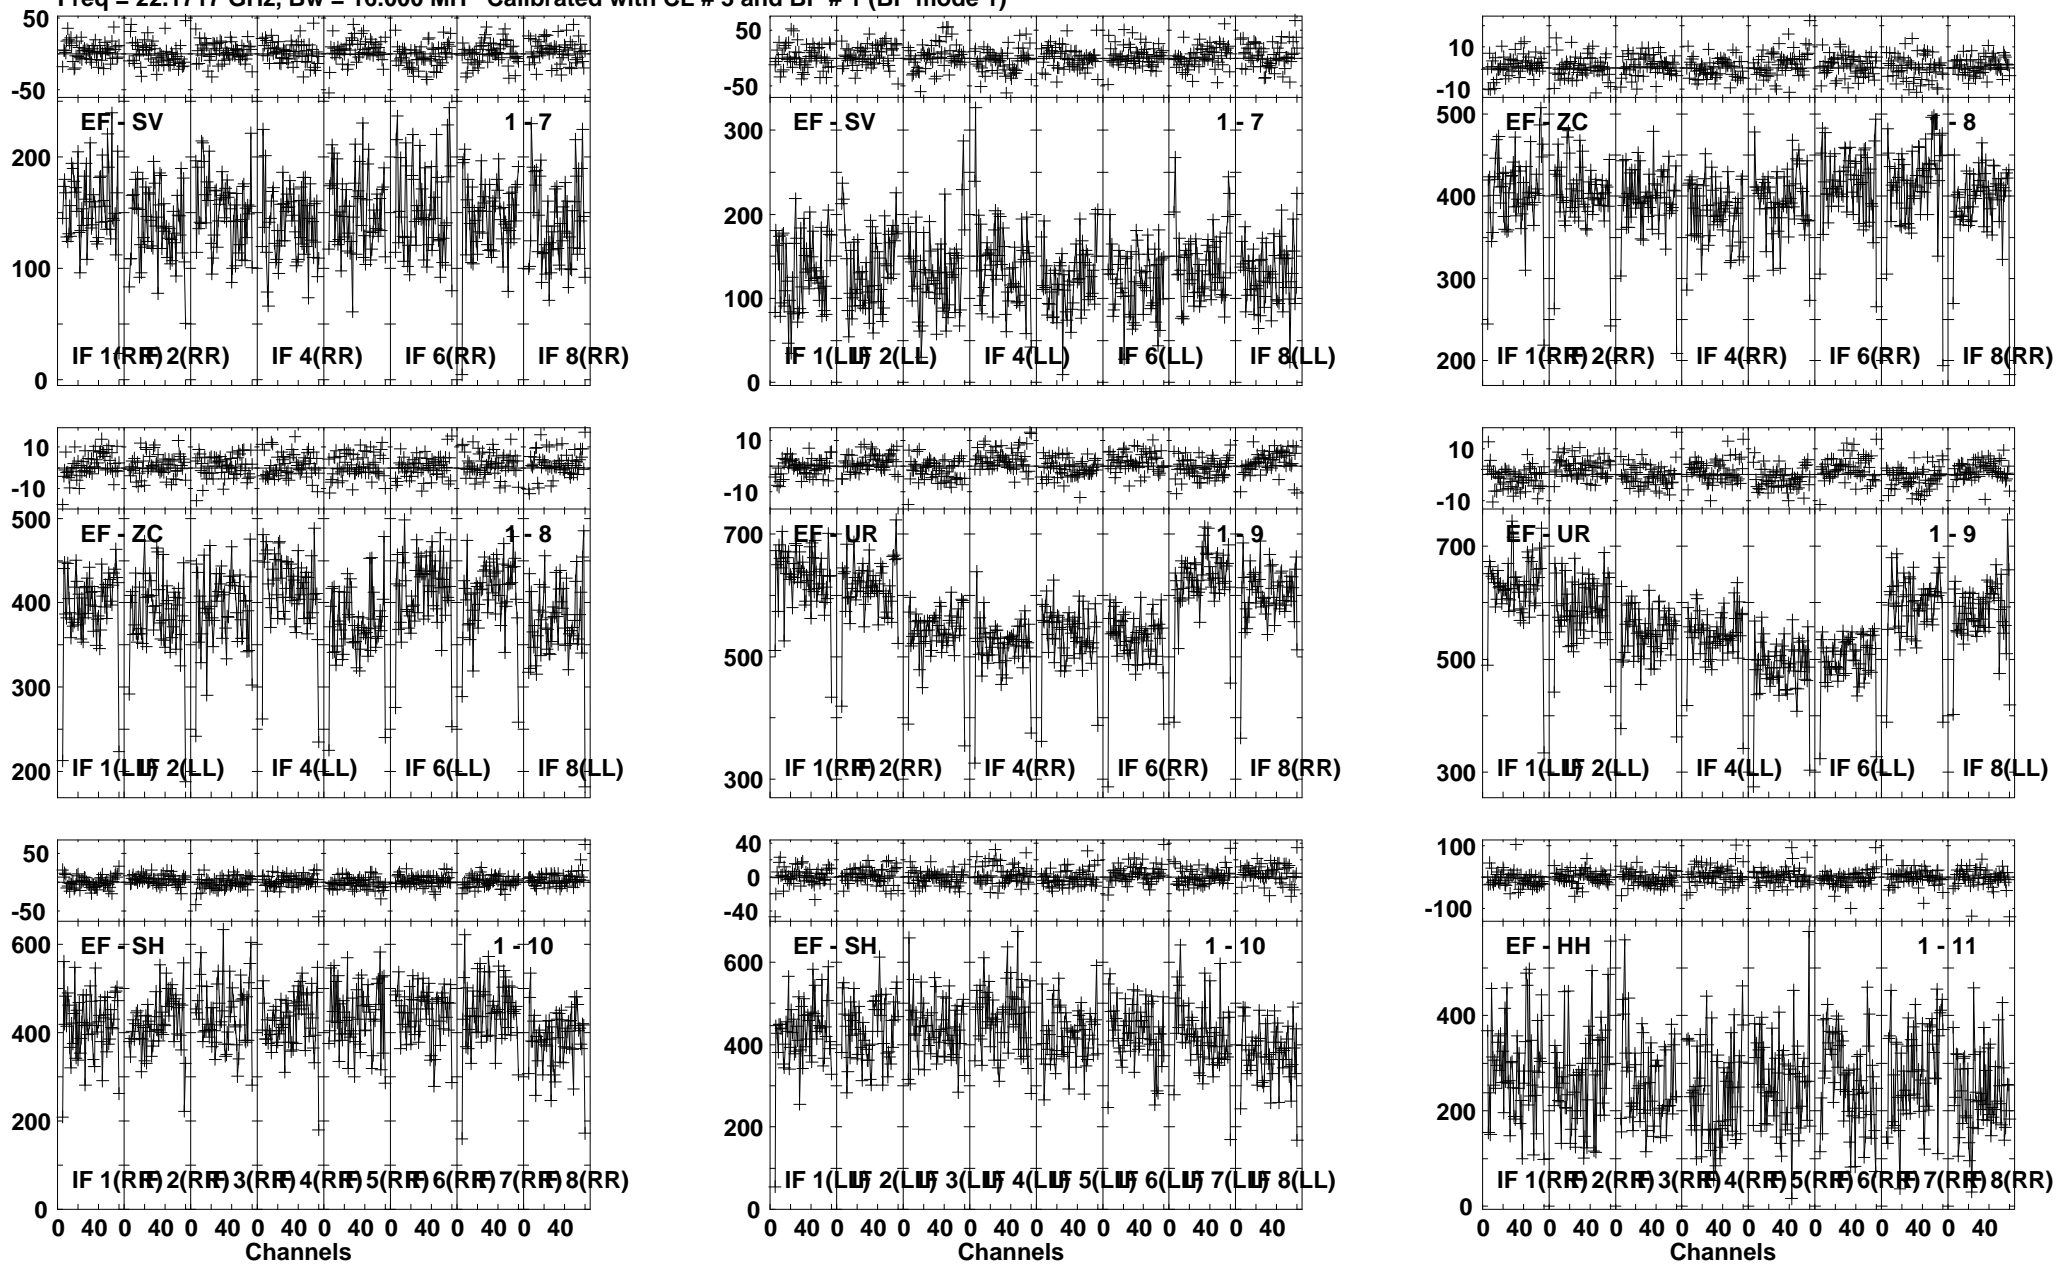 Freq = 22.1717 GHz, Bw = 16.000 MH Calibrated with CL # 3 and BP # 1 (BP mode 1)
50
-50
EF - SV 1 - 7
200
100
0
IF 1(RR) IF 2(RR) IF 4(RR) IF 6(RR) IF 8(RR)
50
-50
EF - SV 1 - 7
300
200
100
0
IF 1(LL) IF 2(LL) IF 4(LL) IF 6(LL) IF 8(LL)
10
-10
500
EF - ZC 1 - 8
400
300
200
IF 1(RR) IF 2(RR) IF 4(RR) IF 6(RR) IF 8(RR)
10
-10
500
EF - ZC 1 - 8
400
300
200
IF 1(LL) IF 2(LL) IF 4(LL) IF 6(LL) IF 8(LL)
10
-10
700
EF - UR 1 - 9
500
300
IF 1(RR) IF 2(RR) IF 4(RR) IF 6(RR) IF 8(RR)
10
-10
EF - UR 1 - 9
700
500
300
IF 1(LL) IF 2(LL) IF 4(LL) IF 6(LL) IF 8(LL)
50
-50
600
EF - SH 1 - 10
400
200
IF 1(RR) IF 2(RR) IF 3(RR) IF 4(RR) IF 5(RR) IF 6(RR) IF 7(RR) IF 8(RR)
0
0 40 0 40 0 40 0 40 0 40 0 40 0 40 0 40
Channels
40
0
-40
EF - SH 1 - 10
600
400
200
IF 1(LL) IF 2(LL) IF 3(LL) IF 4(LL) IF 5(LL) IF 6(LL) IF 7(LL) IF 8(LL)
0
0 40 0 40 0 40 0 40 0 40 0 40 0 40 0 40
Channels
100
-100
EF - HH 1 - 11
400
200
IF 1(RR) IF 2(RR) IF 3(RR) IF 4(RR) IF 5(RR) IF 6(RR) IF 7(RR) IF 8(RR)
0
0 40 0 40 0 40 0 40 0 40 0 40 0 40 0 40
Channels